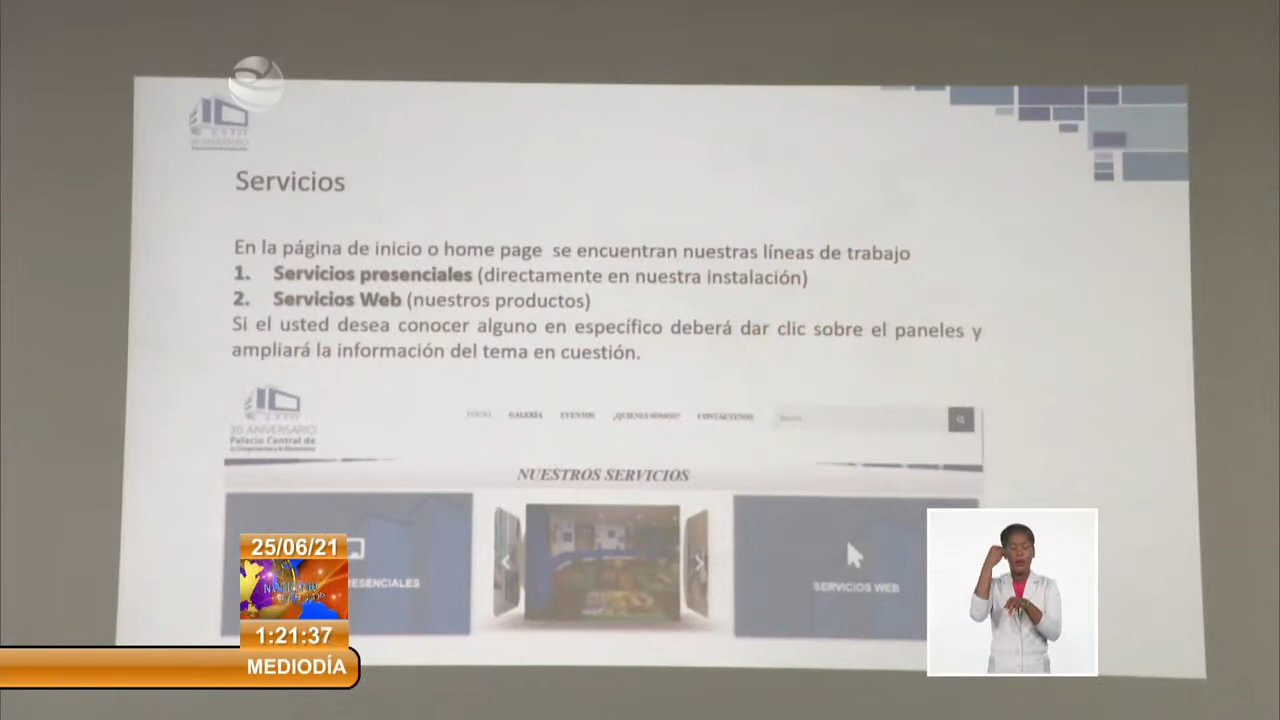 Servicios
En la página de inicio o home page se encuentran nuestras líneas de trabajo
1. Servicios presenciales (directamente en nuestra instalación)
2. Servicios Web (nuestros productos)
Si el usted desea conocer alguno en específico deberá dar clic sobre el paneles y
ampliará la información del tema en cuestión.
INICIO GALERÍA EVENTOS ¿QUIENES SOMOS? CONTÁCTENOS
30 ANIVERSARIO
Palacio Central de
NUESTROS SERVICIOS
RESENCIALES
SERVICIOS WEB
25/06/21
1:21:37
MEDIODÍA